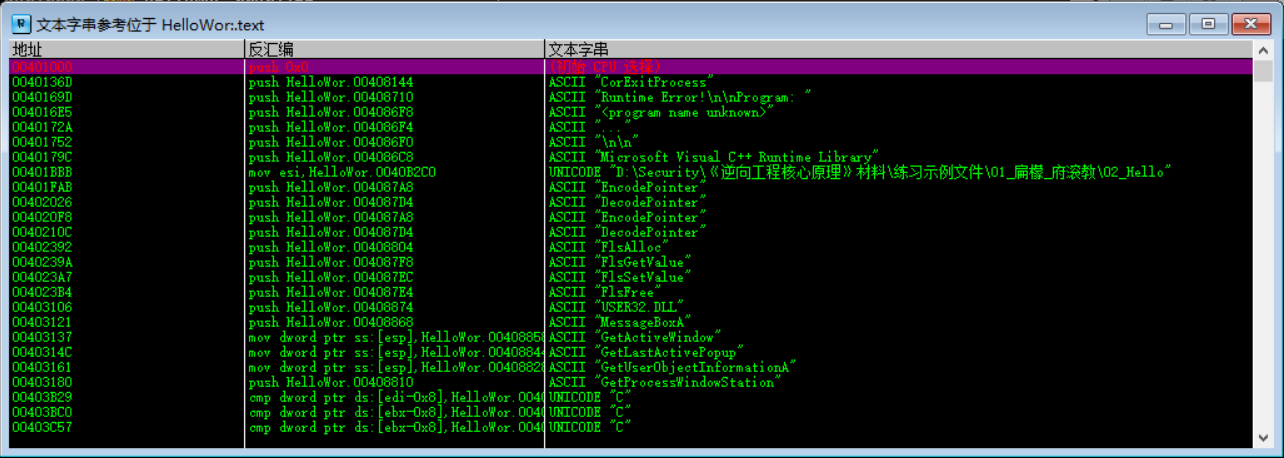 文本字串参考位于 HelloWor:.text
地址 反汇编 文本字串
00401000 push 0x0 (初始 CPU 选择)
0040136D push HelloWor.00408144 ASCII "CorExitProcess"
0040169D push HelloWor.00408710 ASCII "Runtime Error!\n\nProgram: "
004016E5 push HelloWor.004086F8 ASCII "<program name unknown>"
0040172A push HelloWor.004086F4 ASCII "..."
00401752 push HelloWor.004086F0 ASCII "\n\n"
0040179C push HelloWor.004086C8 ASCII "Microsoft Visual C++ Runtime Library"
00401BBB mov esi,HelloWor.0040B2C0 UNICODE "D:\Security\《逆向工程核心原理》材料\练习示例文件\01_扁檬_府滚教\02_Hello"
00401FAB push HelloWor.004087A8 ASCII "EncodePointer"
00402026 push HelloWor.004087D4 ASCII "DecodePointer"
004020F8 push HelloWor.004087A8 ASCII "EncodePointer"
0040210C push HelloWor.004087D4 ASCII "DecodePointer"
00402392 push HelloWor.00408804 ASCII "FlsAlloc"
0040239A push HelloWor.004087F8 ASCII "FlsGetValue"
004023A7 push HelloWor.004087EC ASCII "FlsSetValue"
004023B4 push HelloWor.004087E4 ASCII "FlsFree"
00403106 push HelloWor.00408874 ASCII "USER32.DLL"
00403121 push HelloWor.00408868 ASCII "MessageBoxA"
00403137 mov dword ptr ss:[esp],HelloWor.00408858 ASCII "GetActiveWindow"
0040314C mov dword ptr ss:[esp],HelloWor.00408844 ASCII "GetLastActivePopup"
00403161 mov dword ptr ss:[esp],HelloWor.00408828 ASCII "GetUserObjectInformationA"
00403180 push HelloWor.00408810 ASCII "GetProcessWindowStation"
00403B29 cmp dword ptr ds:[edi-0x8],HelloWor.004 UNICODE "C"
00403BC0 cmp dword ptr ds:[ebx-0x8],HelloWor.004 UNICODE "C"
00403C57 cmp dword ptr ds:[ebx-0x8],HelloWor.004 UNICODE "C"